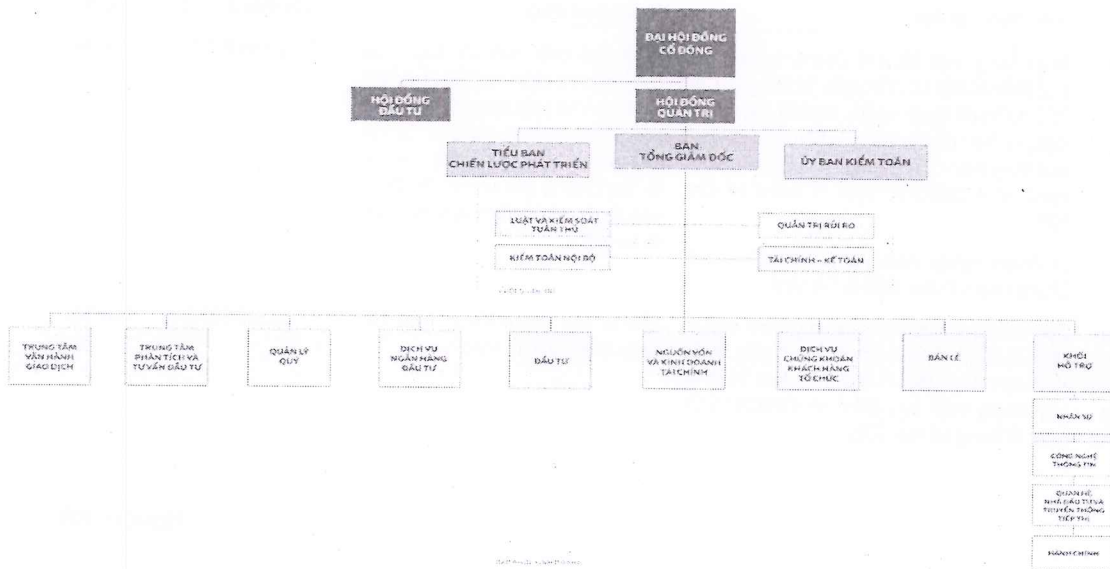 ĐẠI HỘI ĐỒNG
CỔ ĐÔNG
HỘI ĐỒNG
ĐẦU TƯ
HỘI ĐỒNG
QUẢN TRỊ
TIỂU BAN
CHIẾN LƯỢC PHÁT TRIỂN
BAN
TỔNG GIÁM ĐỐC
ỦY BAN KIỂM TOÁN
LUẬT VÀ KIỂM SOÁT
TUÂN THỦ
QUẢN TRỊ RỦI RO
KIỂM TOÁN NỘI BỘ
TÀI CHÍNH – KẾ TOÁN
TRUNG TÂM
VẬN HÀNH
GIAO DỊCH
TRUNG TÂM
PHÂN TÍCH VÀ
TƯ VẤN ĐẦU TƯ
QUẢN LÝ
QUỸ
DỊCH VỤ
NGÂN HÀNG
ĐẦU TƯ
ĐẦU TƯ
NGUỒN VỐN
VÀ KINH DOANH
TÀI CHÍNH
DỊCH VỤ
CHỨNG KHOÁN
KHÁCH HÀNG
TỔ CHỨC
BÁN LẺ
KHỐI
HỖ TRỢ
NHÂN SỰ
CÔNG NGHỆ
THÔNG TIN
QUAN HỆ
NHÀ ĐẦU TƯ VÀ
TRUYỀN THÔNG
TIẾP THỊ
HÀNH CHÍNH